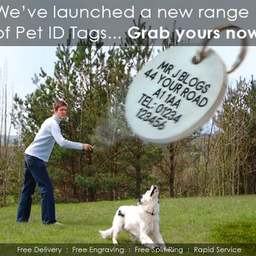 We've launched a new range
of Pet ID Tags... Grab yours now
MR J BLOGS
44 YOUR ROAD
A1 1AA
TEL: 01234
123456
Free Delivery : Free Engraving : Free Split Ring : Rapid Service